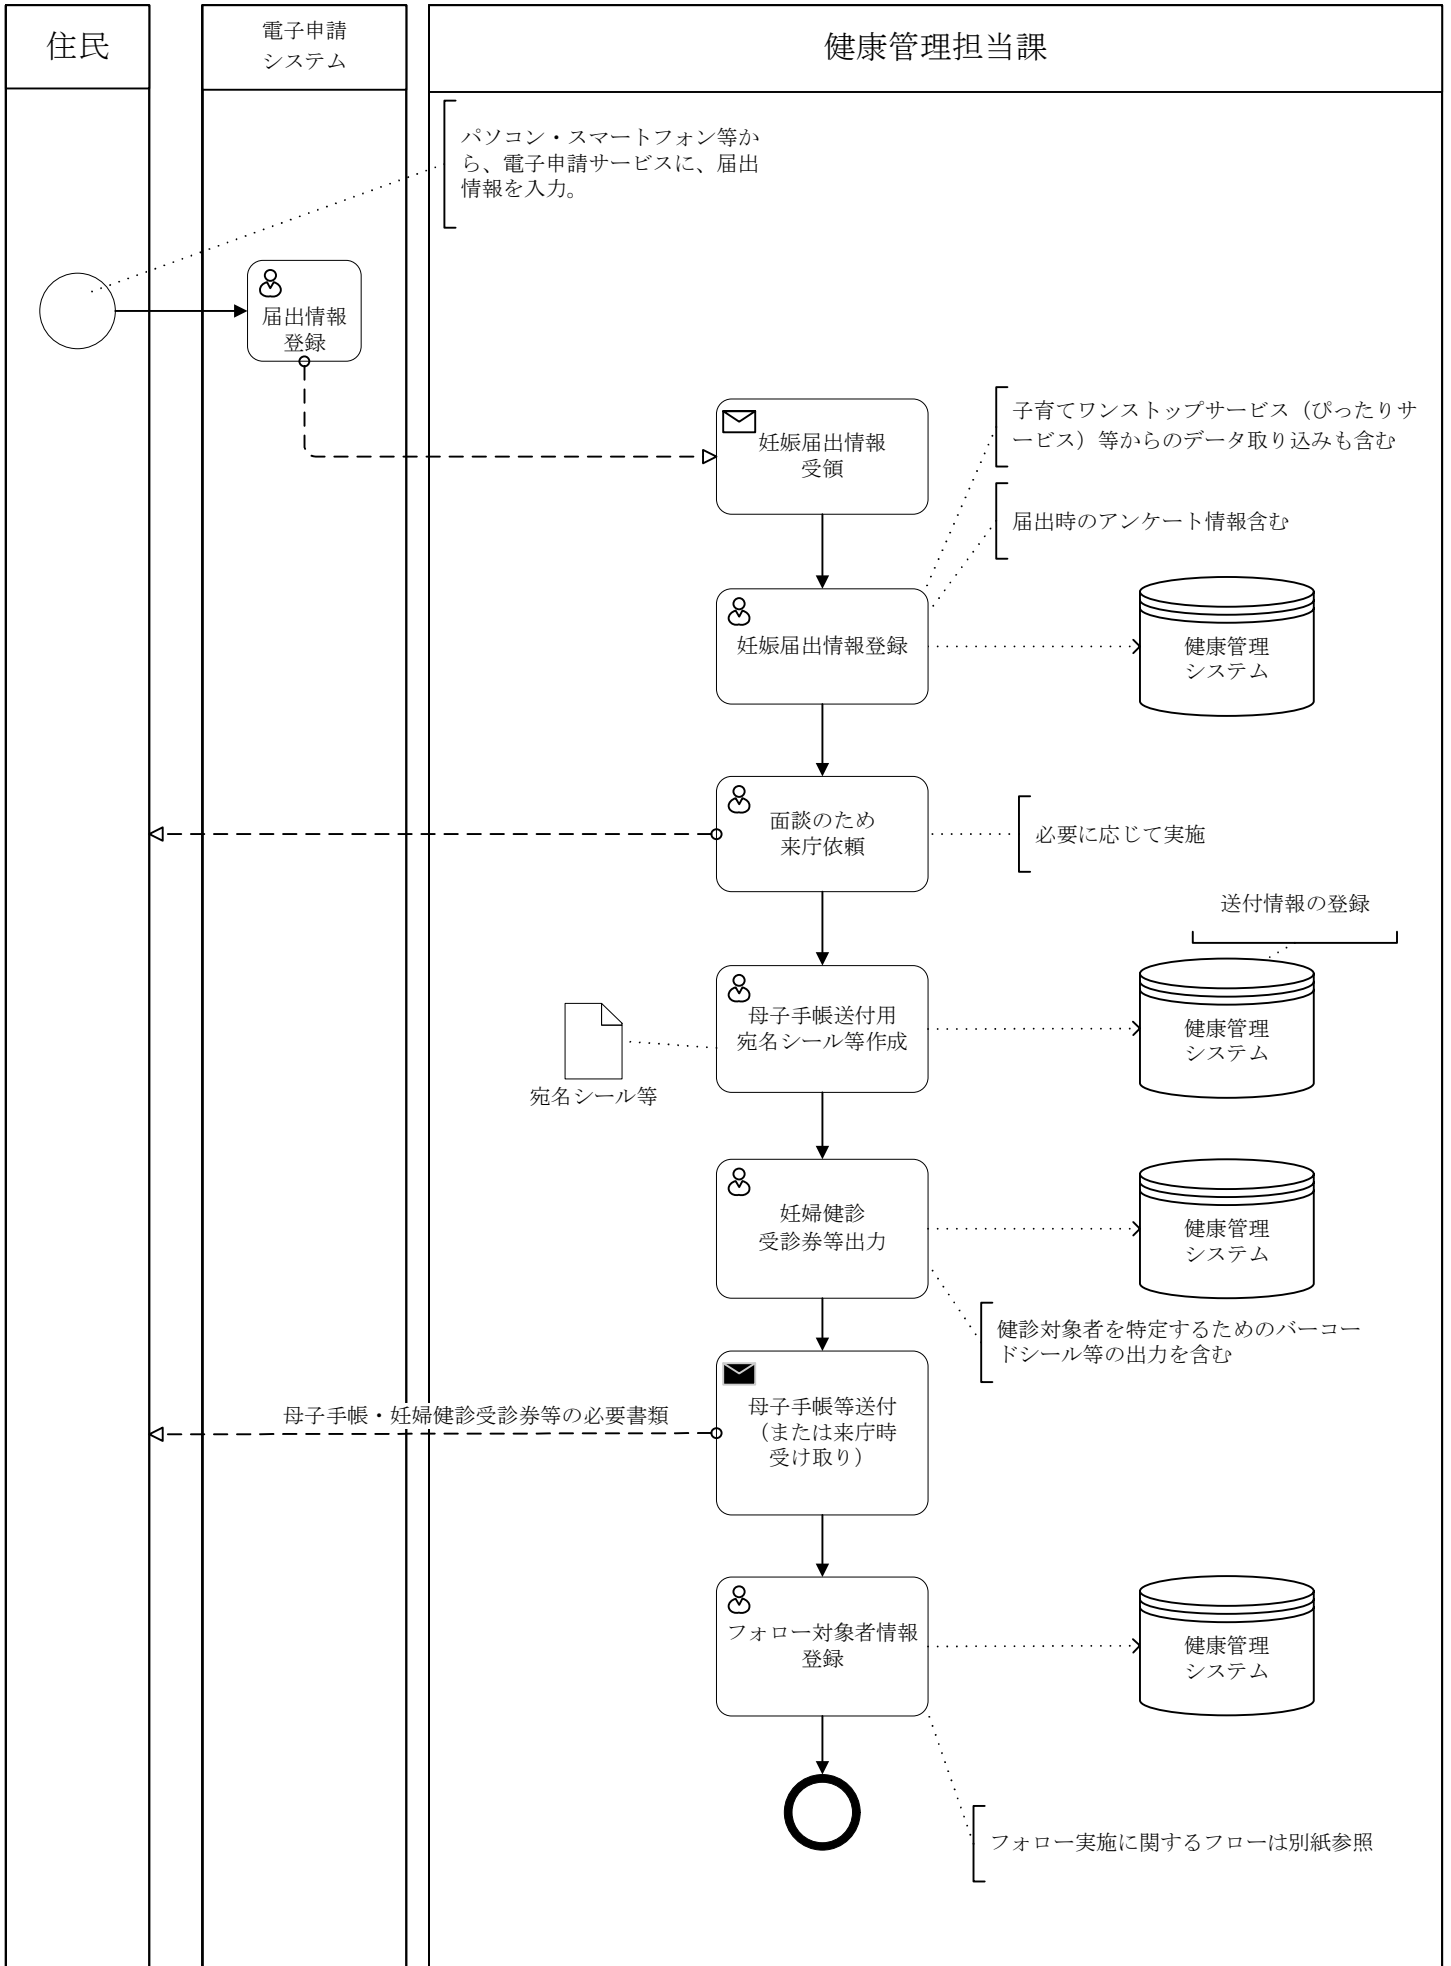 住民
電子申請
システム
健康管理担当課
パソコン・スマートフォン等か
ら、電子申請サービスに、届出
情報を入力。
届出情報
登録
妊娠届出情報
受領
子育てワンストップサービス（ぴったりサ
ービス）等からのデータ取り込みも含む
届出時のアンケート情報含む
妊娠届出情報登録
健康管理
システム
面談のため
来庁依頼
必要に応じて実施
送付情報の登録
母子手帳送付用
宛名シール等作成
宛名シール等
健康管理
システム
妊婦健診
受診券等出力
健康管理
システム
健診対象者を特定するためのバーコー
ドシール等の出力を含む
母子手帳・妊婦健診受診券等の必要書類
母子手帳等送付
（または来庁時
受け取り）
フォロー対象者情報
登録
健康管理
システム
フォロー実施に関するフローは別紙参照